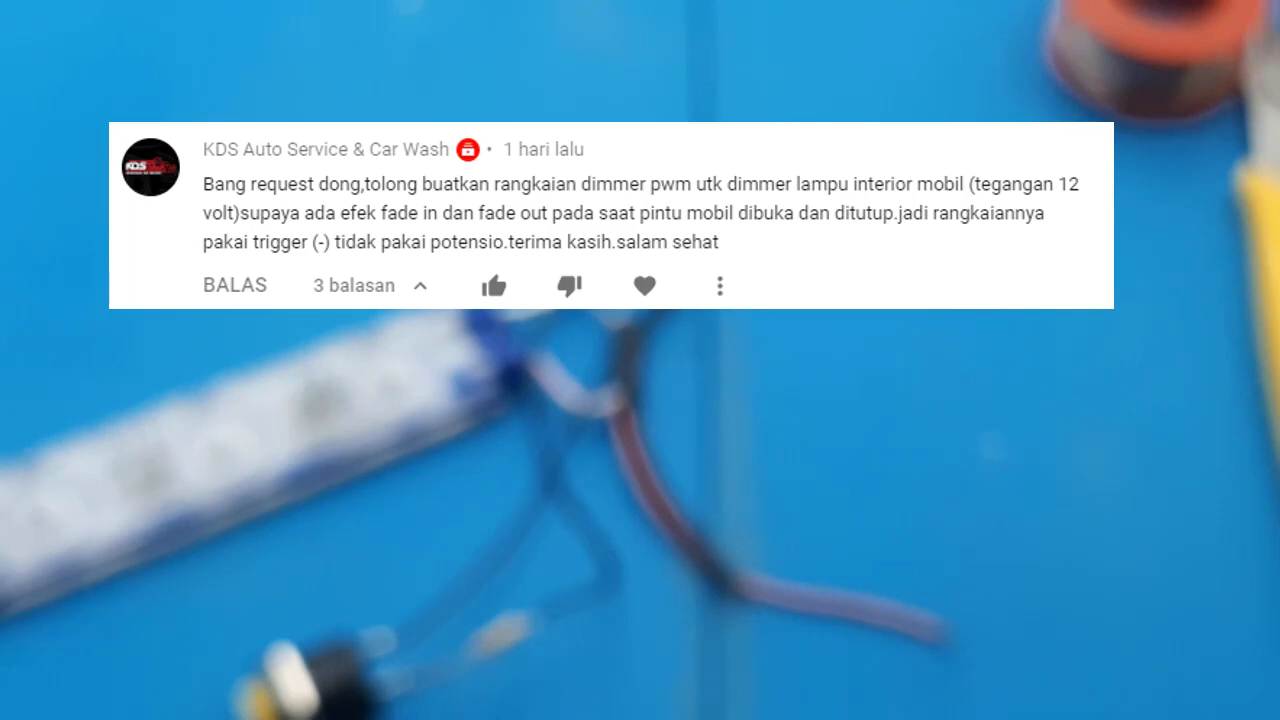 KDS Auto Service & Car Wash • 1 hari lalu
Bang request dong,tolong buatkan rangkaian dimmer pwm utk dimmer lampu interior mobil (tegangan 12
volt)supaya ada efek fade in dan fade out pada saat pintu mobil dibuka dan ditutup.jadi rangkaiannya
pakai trigger (-) tidak pakai potensio.terima kasih.salam sehat
BALAS 3 balasan
KDS